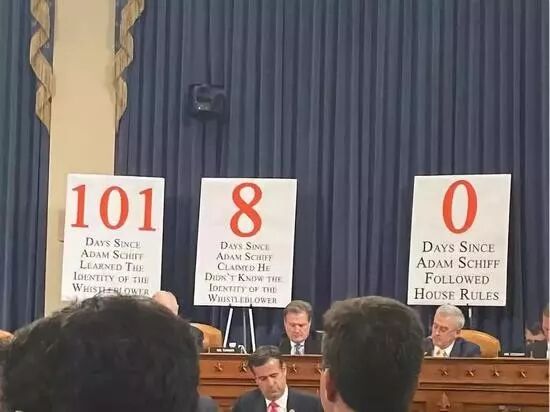 101
DAYS SINCE
ADAM SCHIFF
LEARNED THE
IDENTITY OF THE
WHISTLEBLOWER
8
DAYS SINCE
ADAM SCHIFF
CLAIMED HE
DIDN'T KNOW THE
IDENTITY OF THE
WHISTLEBLOWER
0
DAYS SINCE
ADAM SCHIFF
FOLLOWED
HOUSE RULES